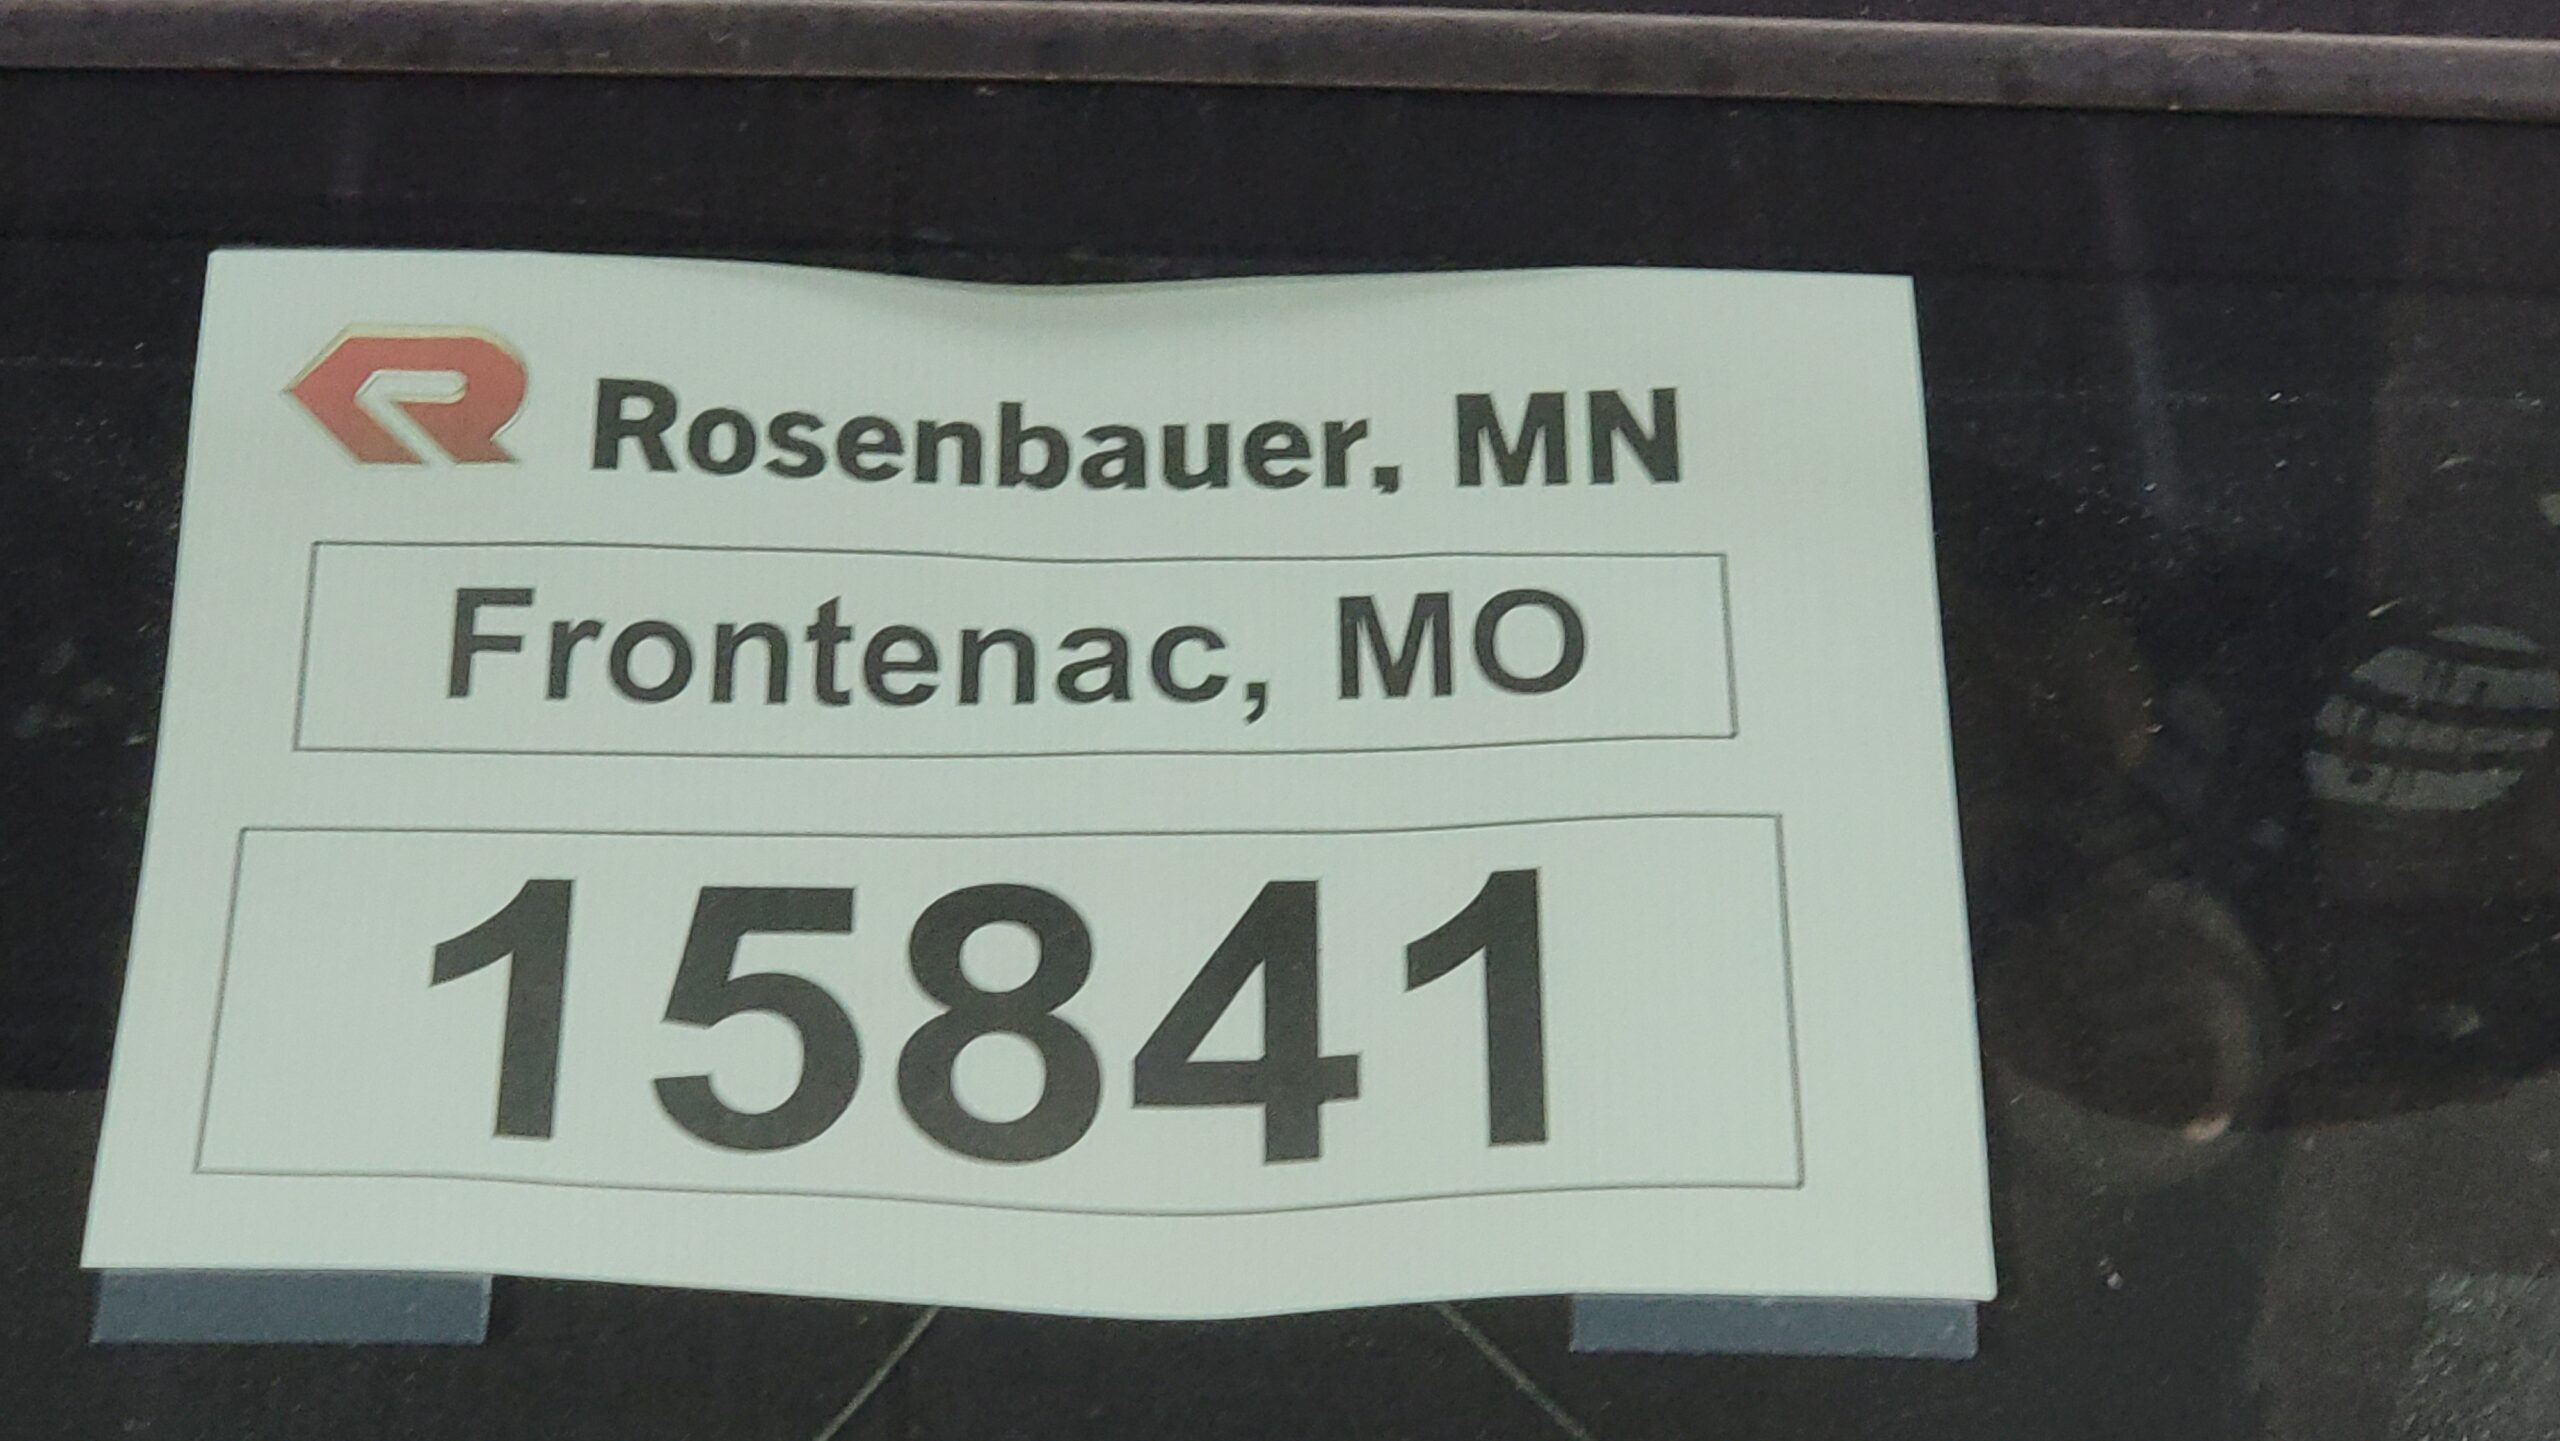 Rosenbauer, MN
Frontenac, MO
15841